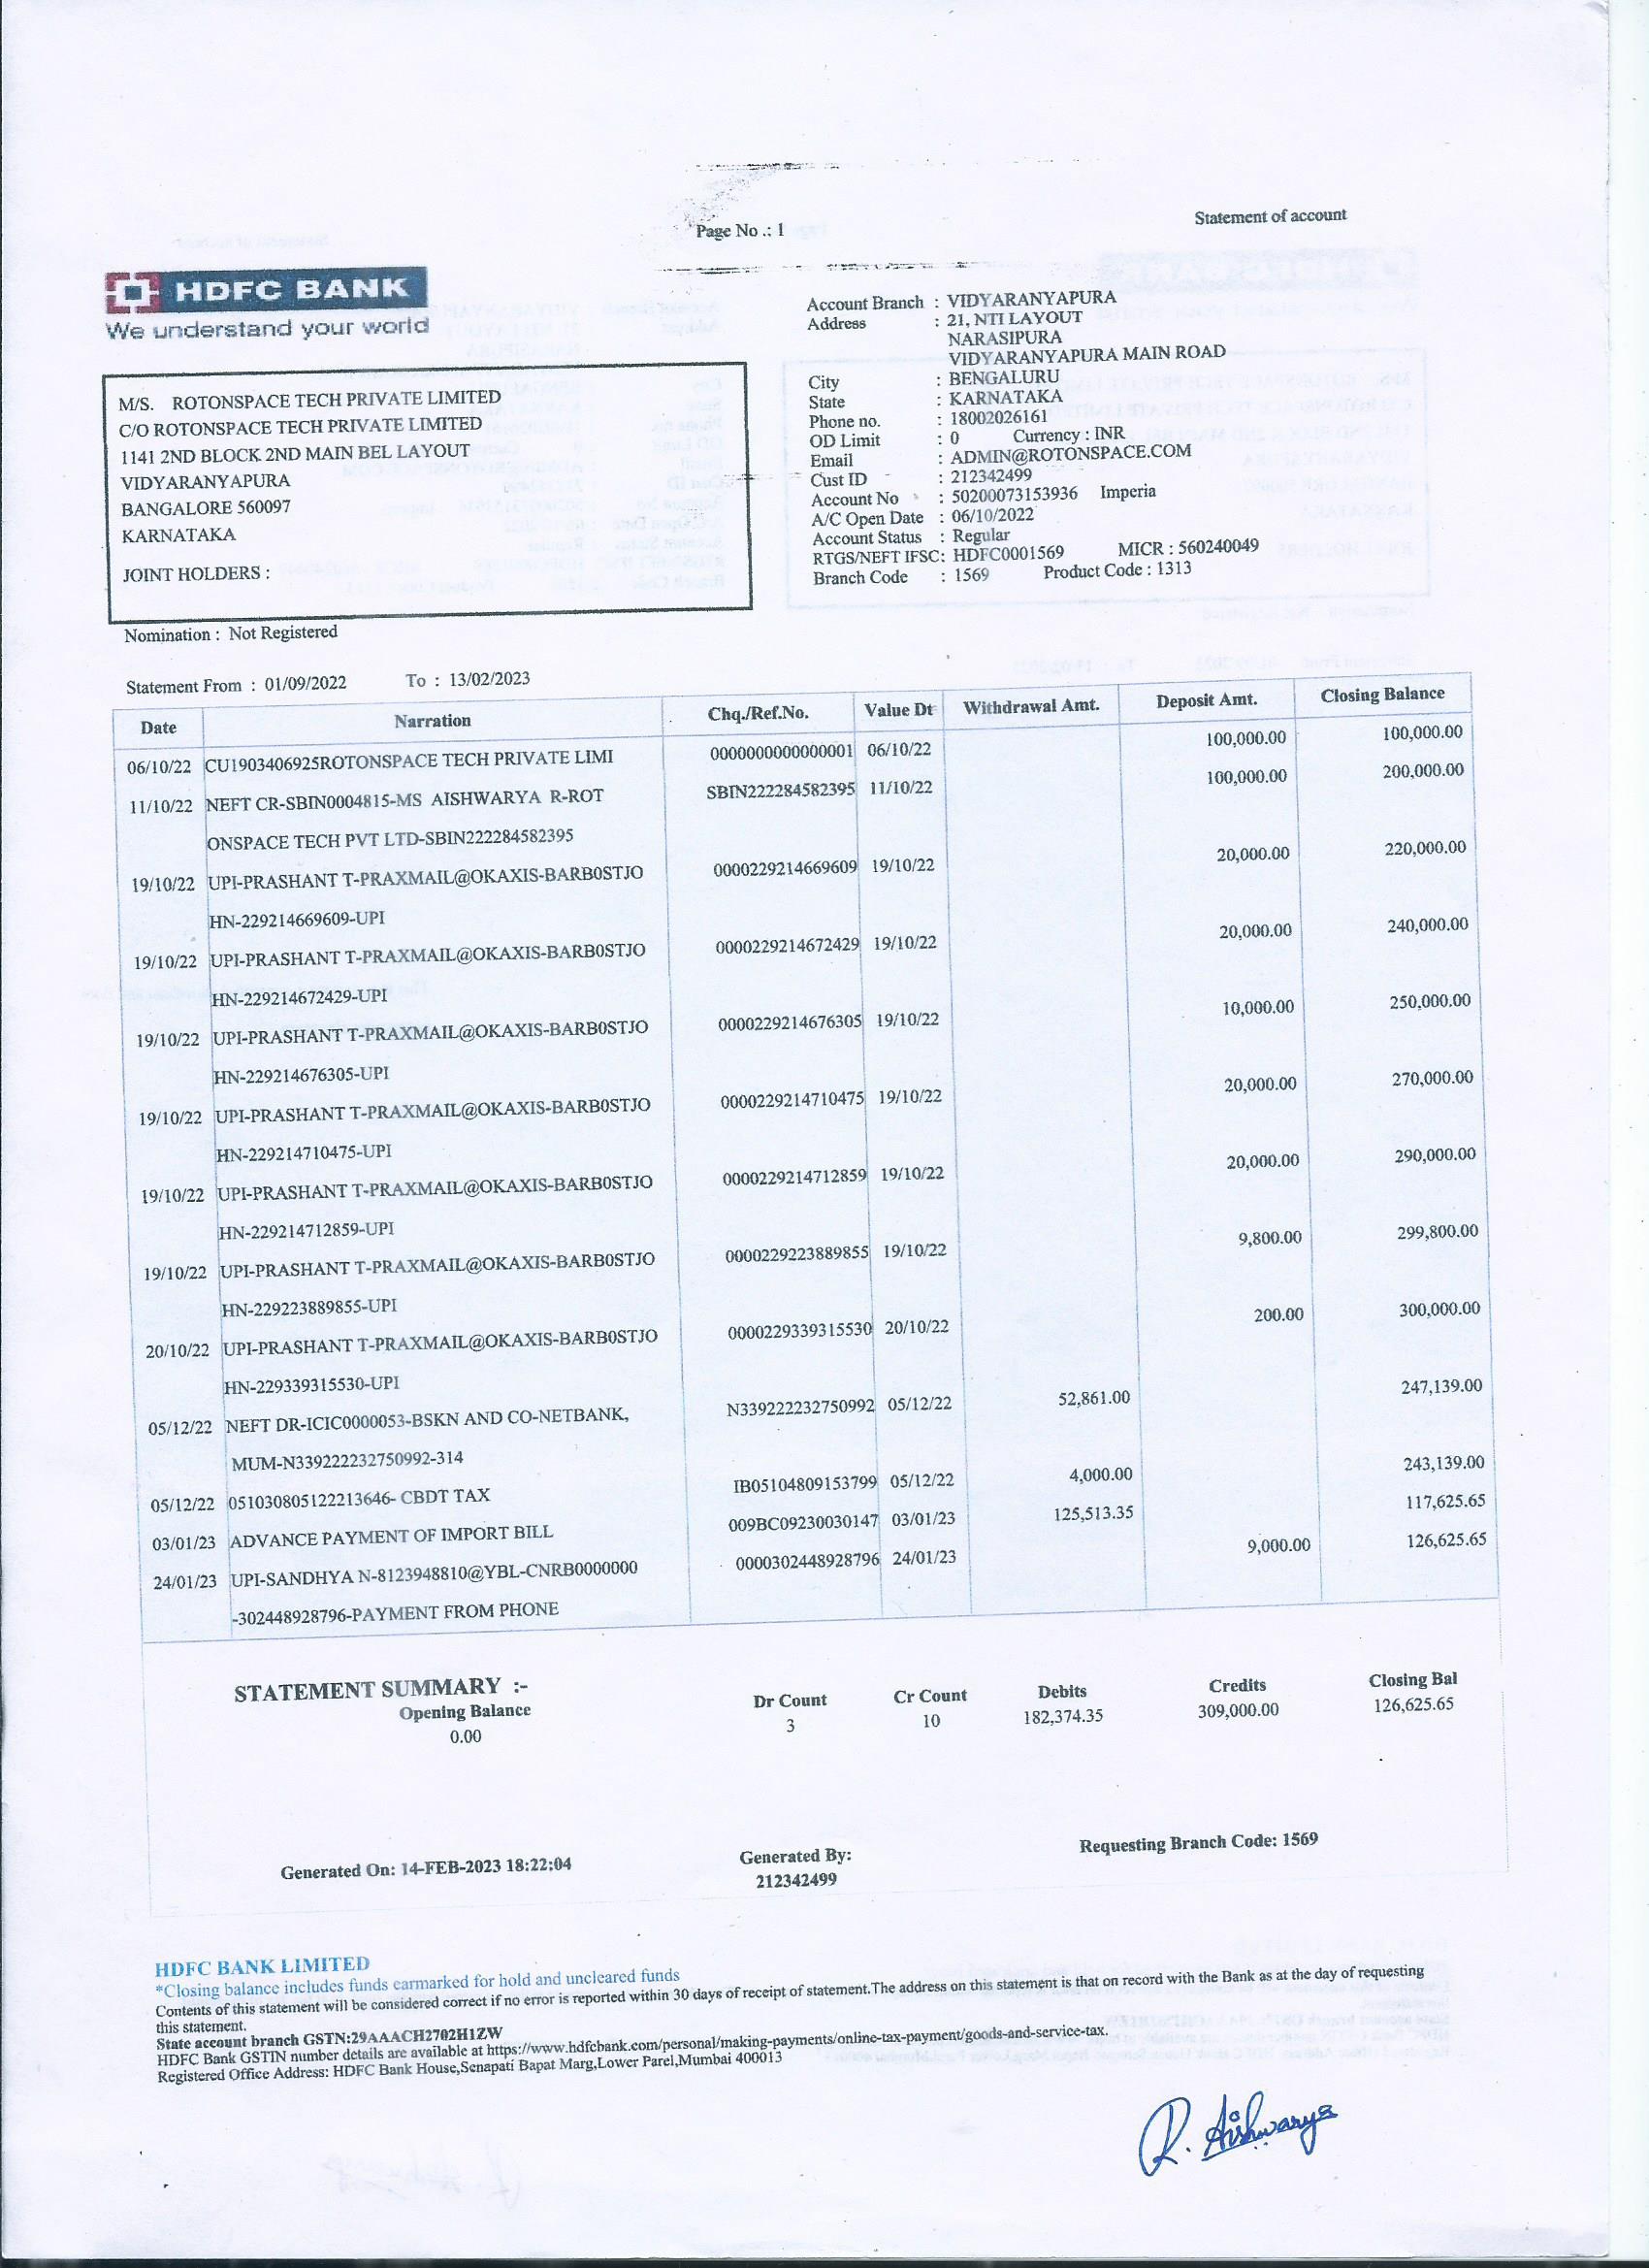 Page No .: 1
Statement of account
HDFC BANK
We understand your world
M/S. ROTONSPACE TECH PRIVATE LIMITED
C/O ROTONSPACE TECH PRIVATE LIMITED
1141 2ND BLOCK 2ND MAIN BEL LAYOUT
VIDYARANYAPURA
BANGALORE 560097
KARNATAKA
JOINT HOLDERS :
Account Branch : VIDYARANYAPURA
Address : 21, NTI LAYOUT
NARASIPURA
VIDYARANYAPURA MAIN ROAD
City : BENGALURU
State : KARNATAKA
Phone no. : 18002026161
OD Limit : 0 Currency : INR
Email : ADMIN@ROTONSPACE.COM
Cust ID : 212342499
Account No : 50200073153936 Imperia
A/C Open Date : 06/10/2022
Account Status : Regular
RTGS/NEFT IFSC: HDFC0001569 MICR : 560240049
Branch Code : 1569 Product Code : 1313
Nomination : Not Registered
Statement From : 01/09/2022 To : 13/02/2023
Date Narration Chq./Ref.No. Value Dt Withdrawal Amt. Deposit Amt. Closing Balance
06/10/22 CU1903406925ROTONSPACE TECH PRIVATE LIMI 0000000000000001 06/10/22 100,000.00 100,000.00
11/10/22 NEFT CR-SBIN0004815-MS AISHWARYA R-ROT SBIN222284582395 11/10/22 100,000.00 200,000.00
ONSPACE TECH PVT LTD-SBIN222284582395
19/10/22 UPI-PRASHANT T-PRAXMAIL@OKAXIS-BARB0STJO 0000229214669609 19/10/22 20,000.00 220,000.00
HN-229214669609-UPI
19/10/22 UPI-PRASHANT T-PRAXMAIL@OKAXIS-BARB0STJO 0000229214672429 19/10/22 20,000.00 240,000.00
HN-229214672429-UPI
19/10/22 UPI-PRASHANT T-PRAXMAIL@OKAXIS-BARB0STJO 0000229214676305 19/10/22 10,000.00 250,000.00
HN-229214676305-UPI
19/10/22 UPI-PRASHANT T-PRAXMAIL@OKAXIS-BARB0STJO 0000229214710475 19/10/22 20,000.00 270,000.00
HN-229214710475-UPI
19/10/22 UPI-PRASHANT T-PRAXMAIL@OKAXIS-BARB0STJO 0000229214712859 19/10/22 20,000.00 290,000.00
HN-229214712859-UPI
19/10/22 UPI-PRASHANT T-PRAXMAIL@OKAXIS-BARB0STJO 0000229223889855 19/10/22 9,800.00 299,800.00
HN-229223889855-UPI
20/10/22 UPI-PRASHANT T-PRAXMAIL@OKAXIS-BARB0STJO 0000229339315530 20/10/22 200.00 300,000.00
HN-229339315530-UPI
05/12/22 NEFT DR-ICIC0000053-BSKN AND CO-NETBANK, N339222232750992 05/12/22 52,861.00 247,139.00
MUM-N339222232750992-314
05/12/22 051030805122213646- CBDT TAX IB05104809153799 05/12/22 4,000.00 243,139.00
03/01/23 ADVANCE PAYMENT OF IMPORT BILL 009BC09230030147 03/01/23 125,513.35 117,625.65
24/01/23 UPI-SANDHYA N-8123948810@YBL-CNRB0000000 0000302448928796 24/01/23 9,000.00 126,625.65
-302448928796-PAYMENT FROM PHONE
STATEMENT SUMMARY :-
Opening Balance Dr Count Cr Count Debits Credits Closing Bal
0.00 3 10 182,374.35 309,000.00 126,625.65
Generated On: 14-FEB-2023 18:22:04 Generated By: Requesting Branch Code: 1569
212342499
HDFC BANK LIMITED
*Closing balance includes funds earmarked for hold and uncleared funds
Contents of this statement will be considered correct if no error is reported within 30 days of receipt of statement.The address on this statement is that on record with the Bank as at the day of requesting
this statement.
State account branch GSTN:29AAACH2702H1ZW
HDFC Bank GSTIN number details are available at https://www.hdfcbank.com/personal/making-payments/online-tax-payment/goods-and-service-tax.
Registered Office Address: HDFC Bank House,Senapati Bapat Marg,Lower Parel,Mumbai 400013
R. Aishwarya